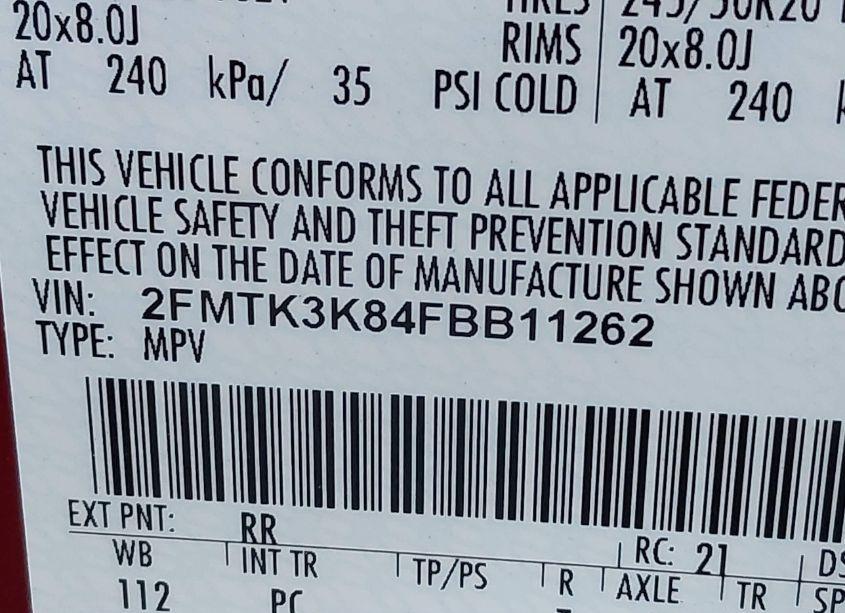 20x8.0J RIMS 20x8.0J
AT 240 kPa/ 35 PSI COLD AT 240
THIS VEHICLE CONFORMS TO ALL APPLICABLE FEDER
VEHICLE SAFETY AND THEFT PREVENTION STANDARD
EFFECT ON THE DATE OF MANUFACTURE SHOWN ABO
VIN: 2FMTK3K84FBB11262
TYPE: MPV
EXT PNT: RR RC: 21 DS
WB INT TR TP/PS R AXLE TR SP
112